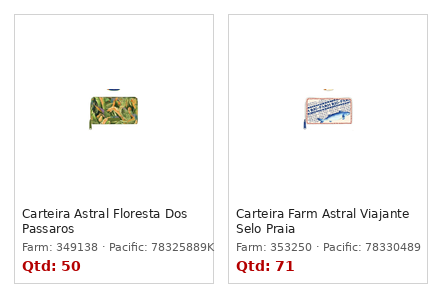 Carteira Astral Floresta Dos
Passaros
Farm: 349138 · Pacific: 78325889K
Qtd: 50
Carteira Farm Astral Viajante
Selo Praia
Farm: 353250 · Pacific: 78330489
Qtd: 71